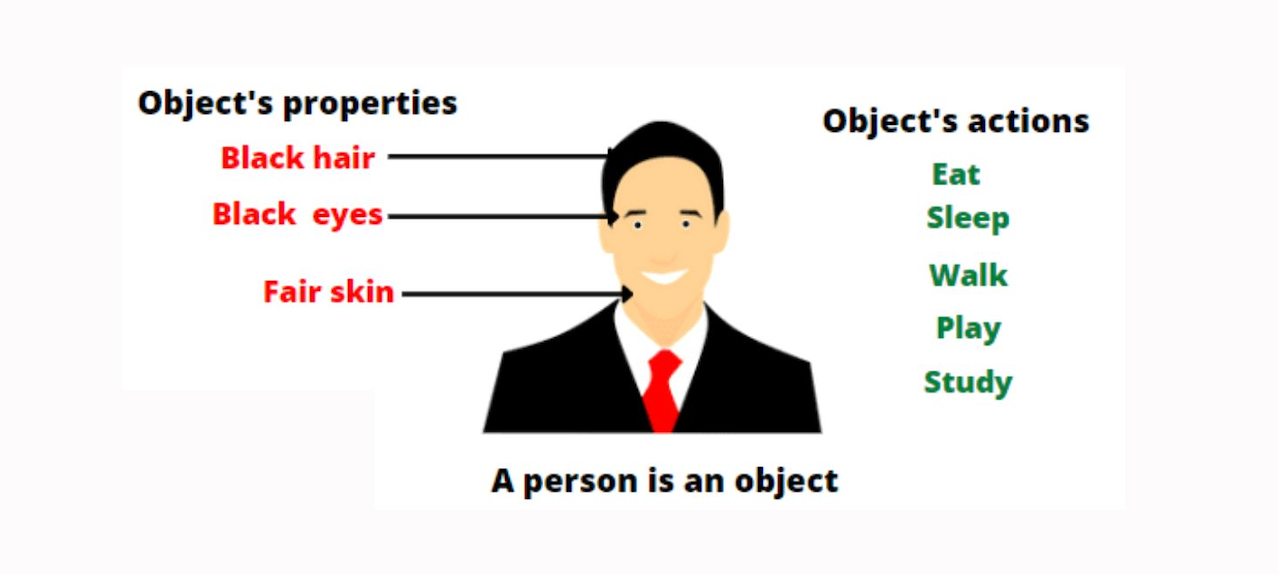 Object's properties
Black hair
Black eyes
Fair skin
Object's actions
Eat
Sleep
Walk
Play
Study
A person is an object